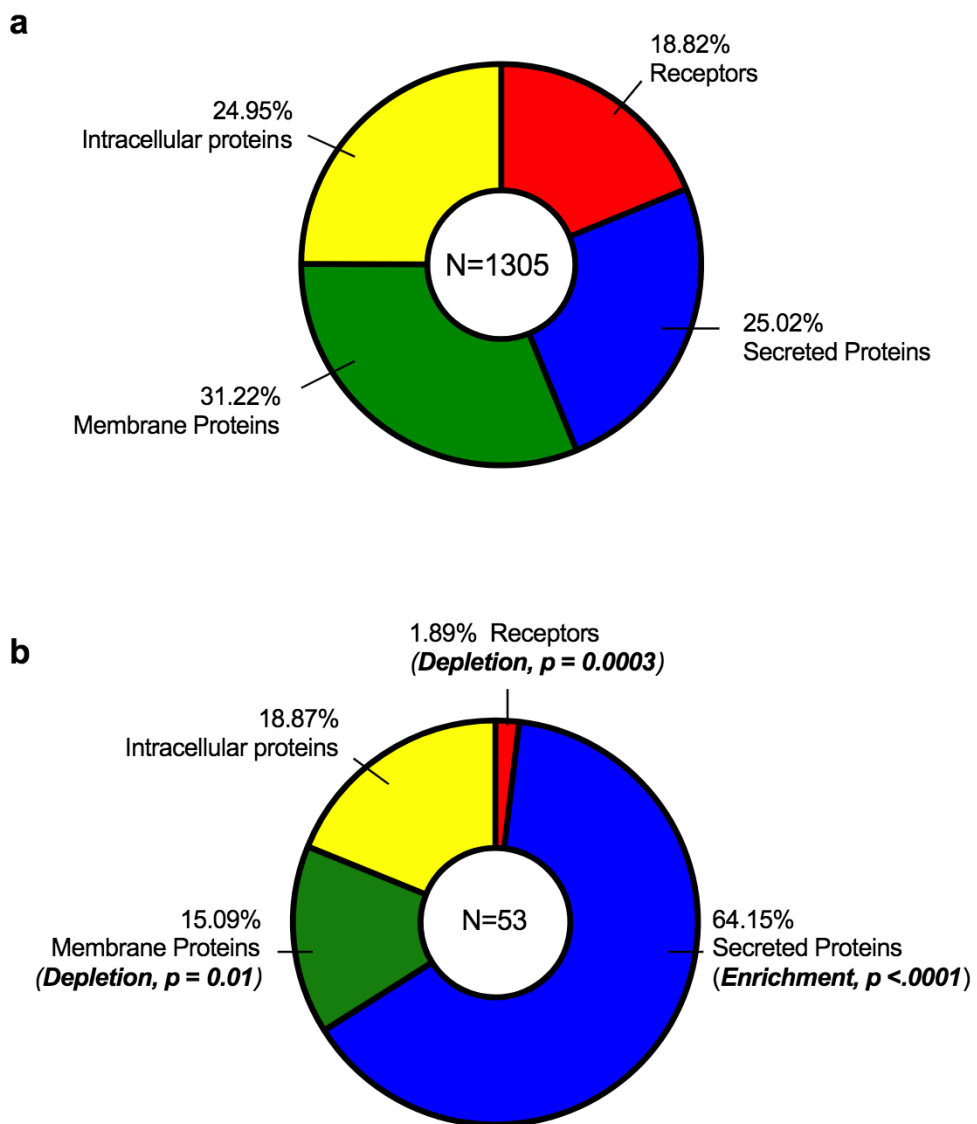 a
18.82%
Receptors
24.95%
Intracellular proteins
N=1305
25.02%
Secreted Proteins
31.22%
Membrane Proteins
b
1.89%  Receptors
(Depletion, p = 0.0003)
18.87%
Intracellular proteins
N=53
15.09%
Membrane Proteins
(Depletion, p = 0.01)
64.15%
Secreted Proteins
(Enrichment, p <.0001)